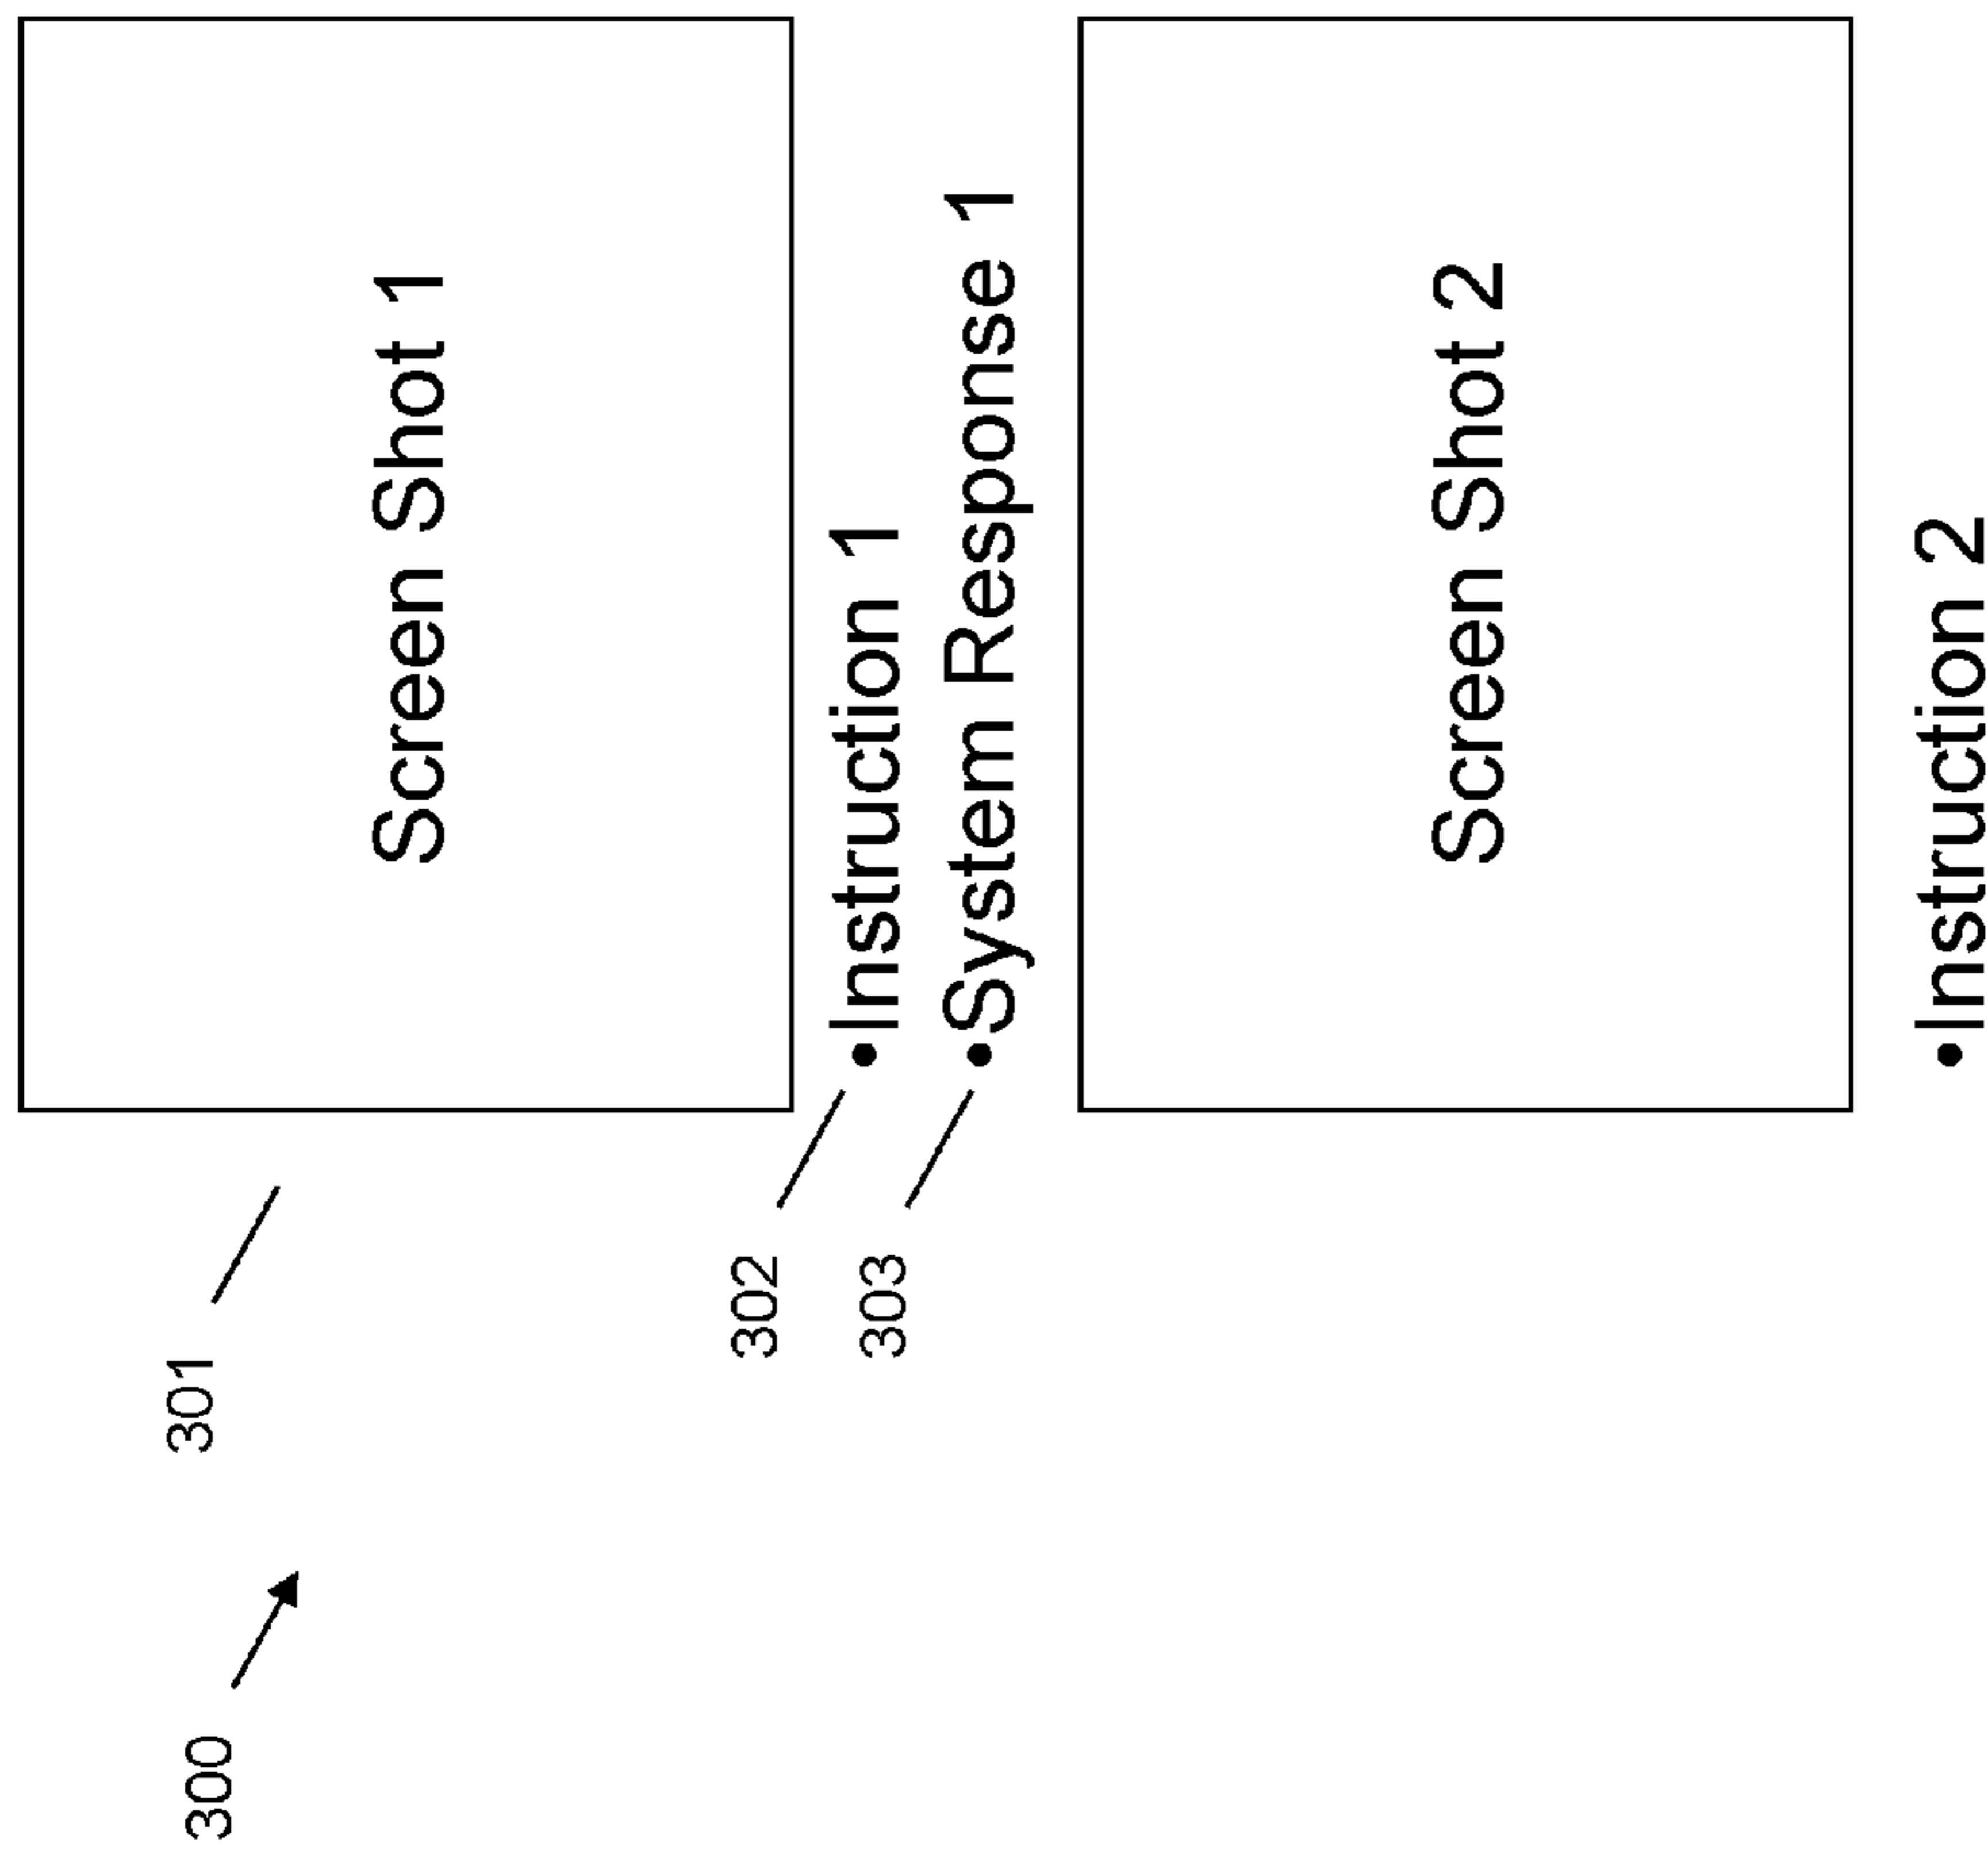 300
301
Screen Shot 1
302
•Instruction 1
303
•System Response 1
Screen Shot 2
•Instruction 2